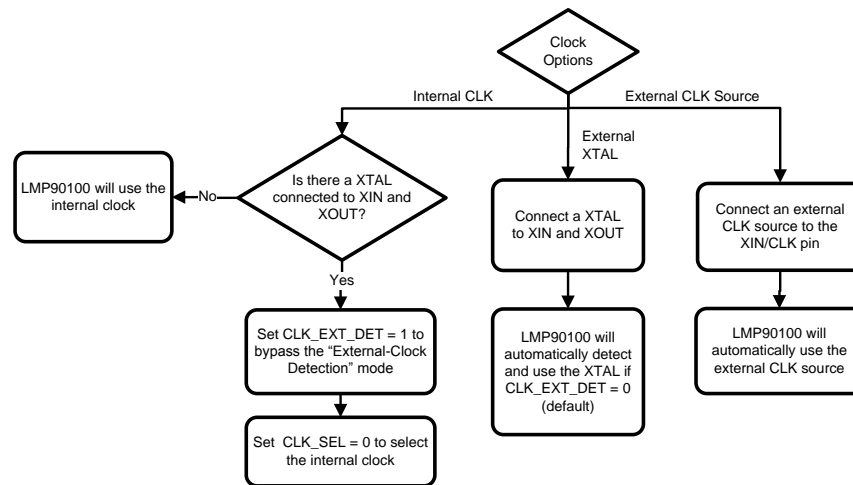 Clock
Options
Internal CLK
External CLK Source
External
XTAL
LMP90100 will use the
internal clock
No
Is there a XTAL
connected to XIN and
XOUT?
Connect a XTAL
to XIN and XOUT
Connect an external
CLK source to the
XIN/CLK pin
Yes
Set CLK_EXT_DET = 1 to
bypass the “External-Clock
Detection” mode
LMP90100 will
automatically detect
and use the XTAL if
CLK_EXT_DET = 0
(default)
LMP90100 will
automatically use the
external CLK source
Set CLK_SEL = 0 to select
the internal clock